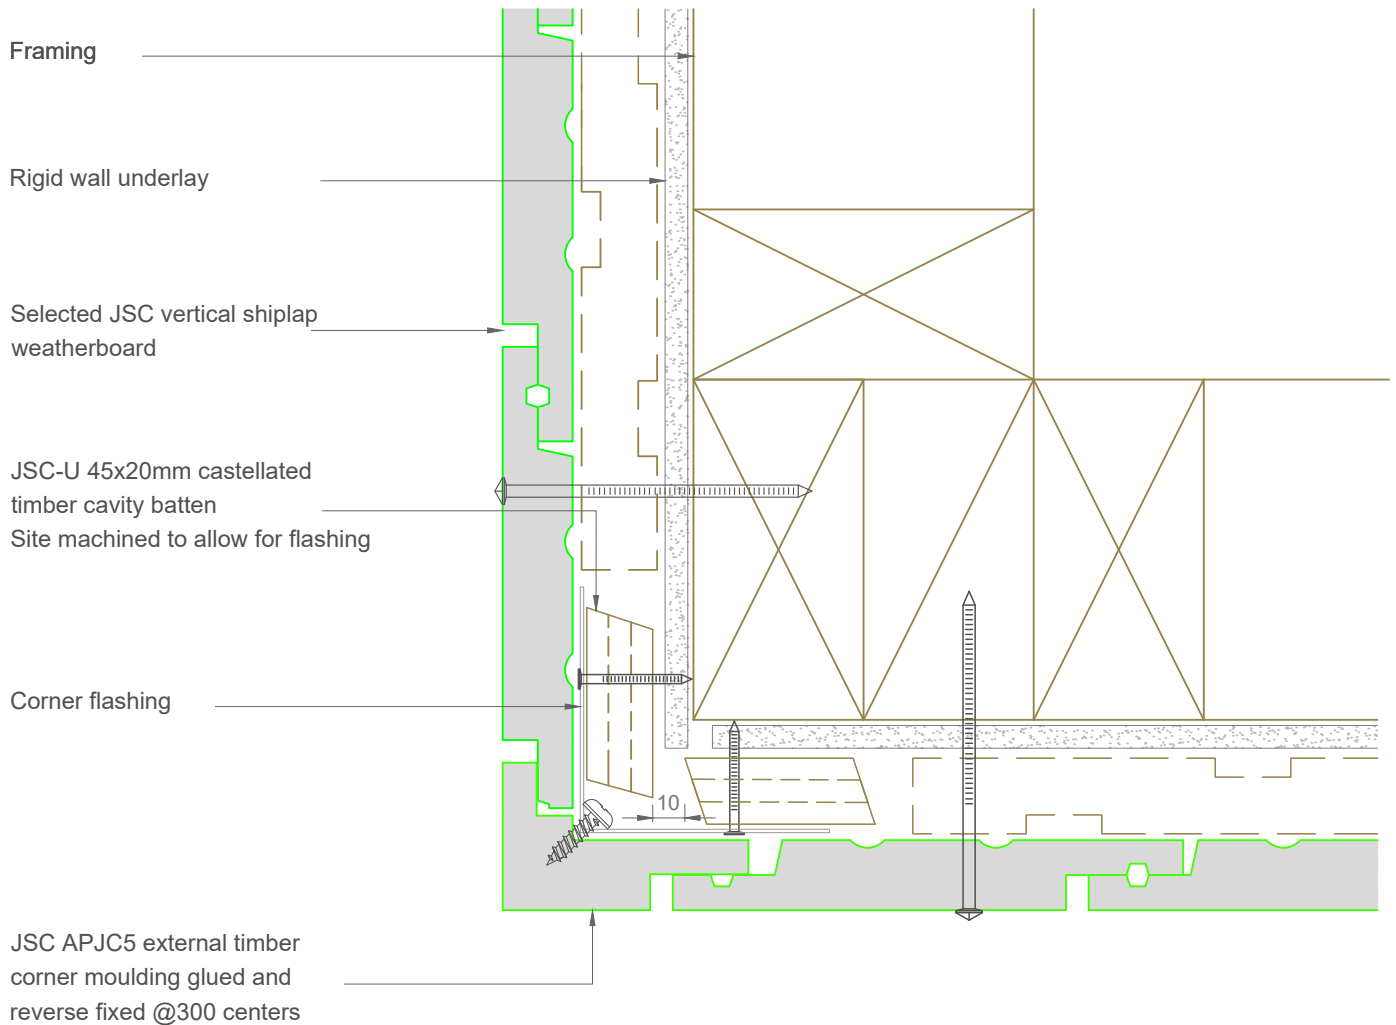 Framing
Rigid wall underlay
Selected JSC vertical shiplap
weatherboard
JSC-U 45x20mm castellated
timber cavity batten
Site machined to allow for flashing
Corner flashing
10
JSC APJC5 external timber
corner moulding glued and
reverse fixed @300 centers